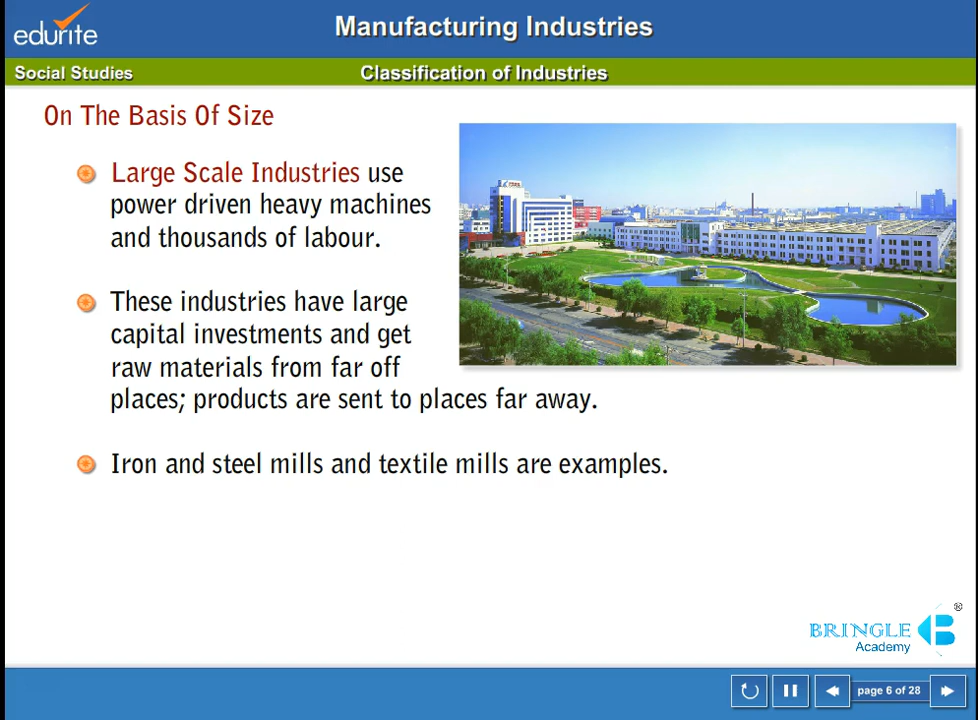 edurite
Manufacturing Industries
Social Studies
Classification of Industries
On The Basis Of Size
Large Scale Industries use
power driven heavy machines
and thousands of labour.
These industries have large
capital investments and get
raw materials from far off
places; products are sent to places far away.
Iron and steel mills and textile mills are examples.
BRINGLE
Academy
®
page 6 of 28